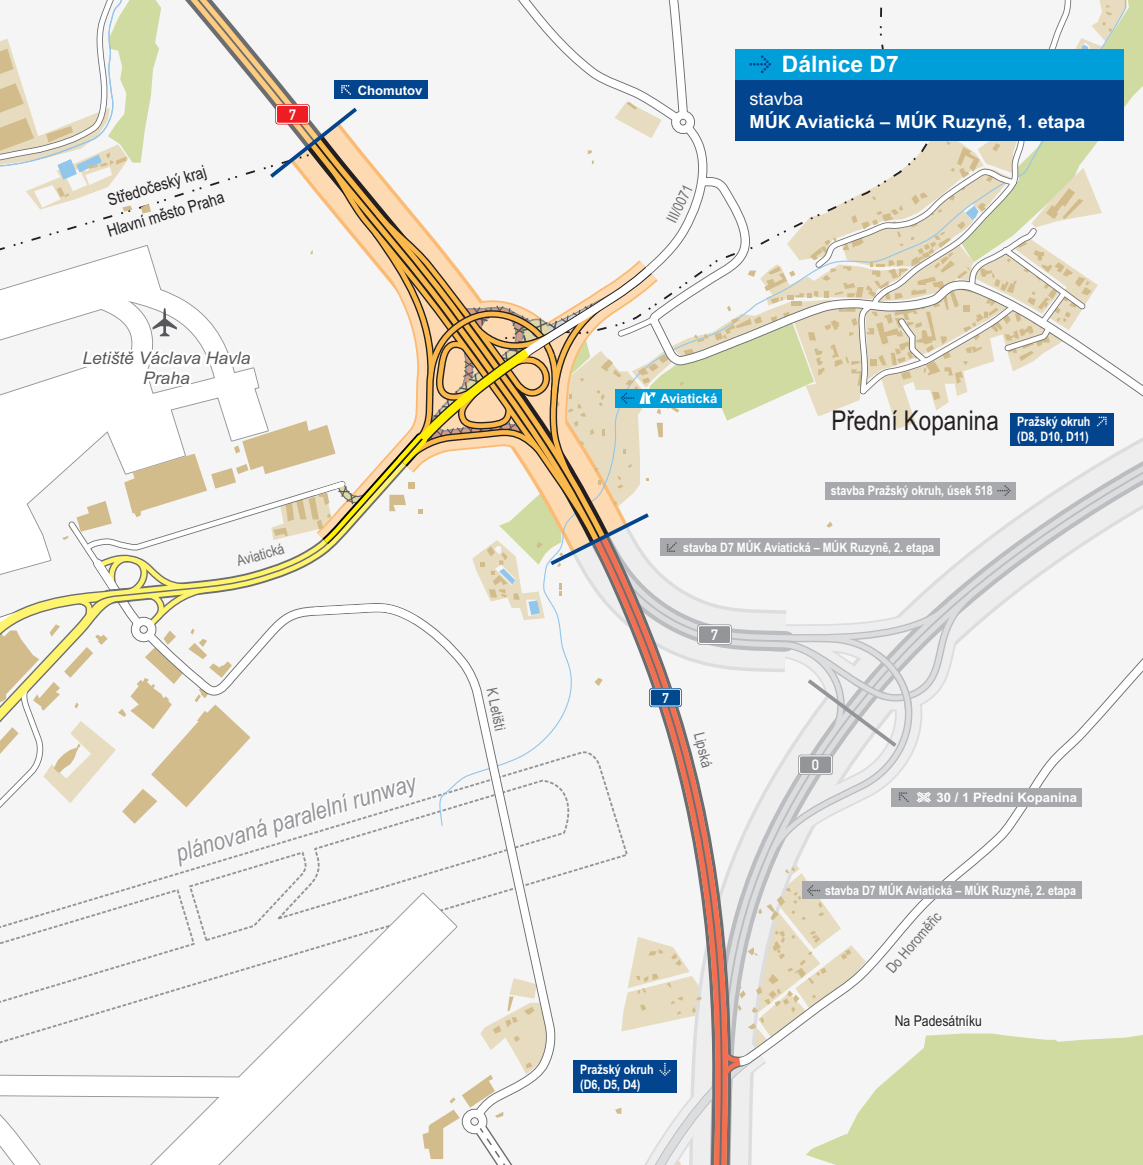 Dálnice D7
stavba
MÚK Aviatická – MÚK Ruzyně, 1. etapa
Chomutov
7
Středočeský kraj
Hlavní město Praha
III/0071
Letiště Václava Havla
Praha
Aviatická
Přední Kopanina
Pražský okruh
(D8, D10, D11)
stavba Pražský okruh, úsek 518
stavba D7 MÚK Aviatická – MÚK Ruzyně, 2. etapa
Aviatická
7
7
K Letišti
Lipská
0
plánovaná paralelní runway
30 / 1 Přední Kopanina
stavba D7 MÚK Aviatická – MÚK Ruzyně, 2. etapa
Do Horoměřic
Na Padesátníku
Pražský okruh
(D6, D5, D4)